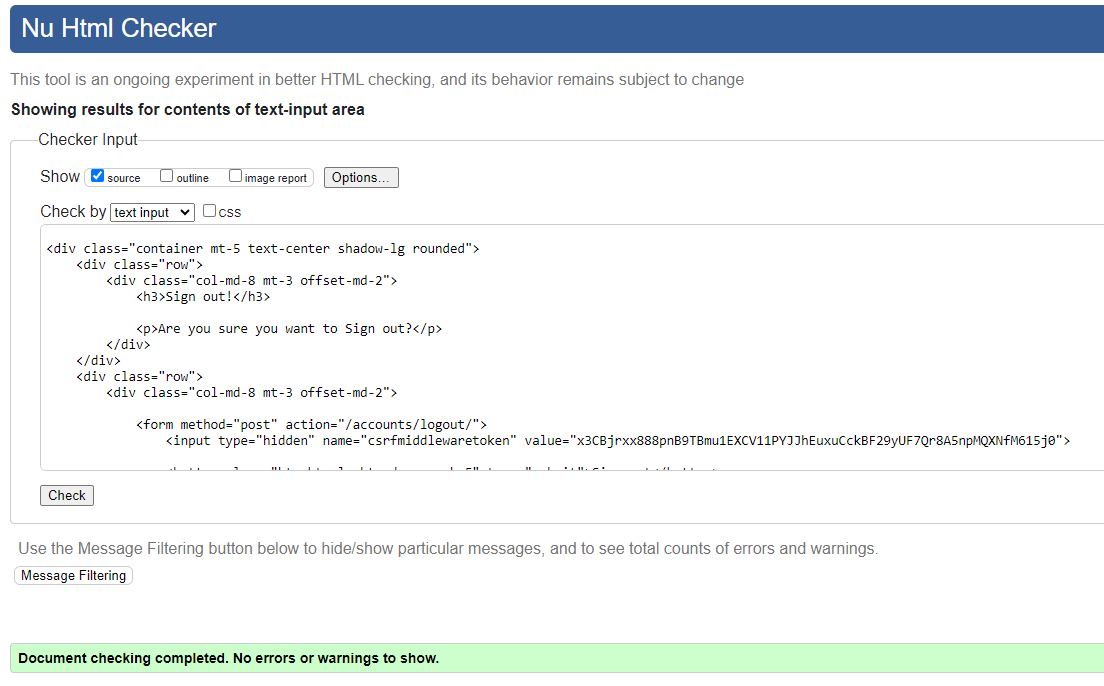 Nu Html Checker
This tool is an ongoing experiment in better HTML checking, and its behavior remains subject to change
Showing results for contents of text-input area
Checker Input
Show source outline image report Options...
Check by text input css
<div class="container mt-5 text-center shadow-lg rounded">
<div class="row">
<div class="col-md-8 mt-3 offset-md-2">
<h3>Sign out!</h3>
<p>Are you sure you want to Sign out?</p>
</div>
</div>
<div class="row">
<div class="col-md-8 mt-3 offset-md-2">
<form method="post" action="/accounts/logout/">
<input type="hidden" name="csrfmiddlewaretoken" value="x3CBjrxx888pnB9TBmu1EXCV11PYJJhEuxuCckBF29yUF7Qr8A5npMQXNfM615j0">
Check
Use the Message Filtering button below to hide/show particular messages, and to see total counts of errors and warnings.
Message Filtering
Document checking completed. No errors or warnings to show.